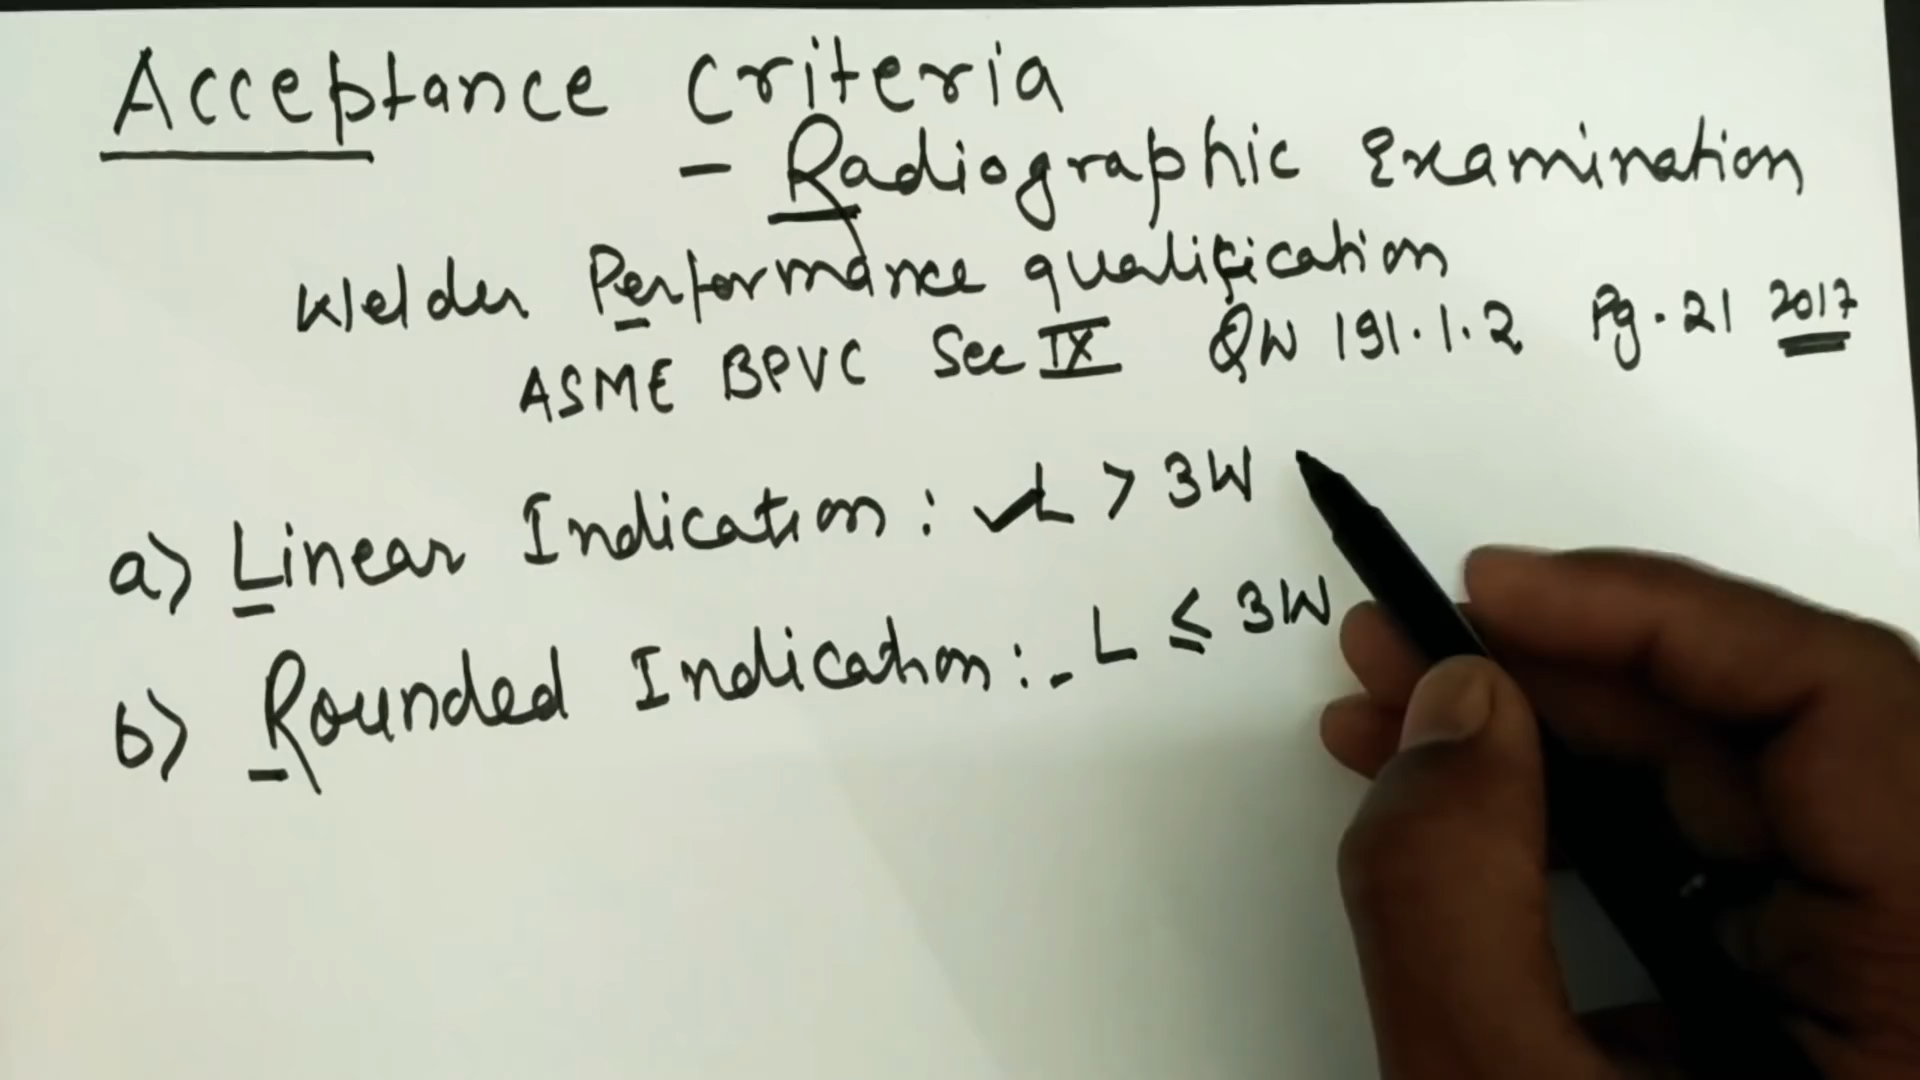 Acceptance criteria
- Radiographic Examination
Welder Performance qualification
ASME BPVC Sec IX QW 191.1.2 Pg. 21 2017
a) Linear Indication: L > 3W
b) Rounded Indication:- L ≤ 3W